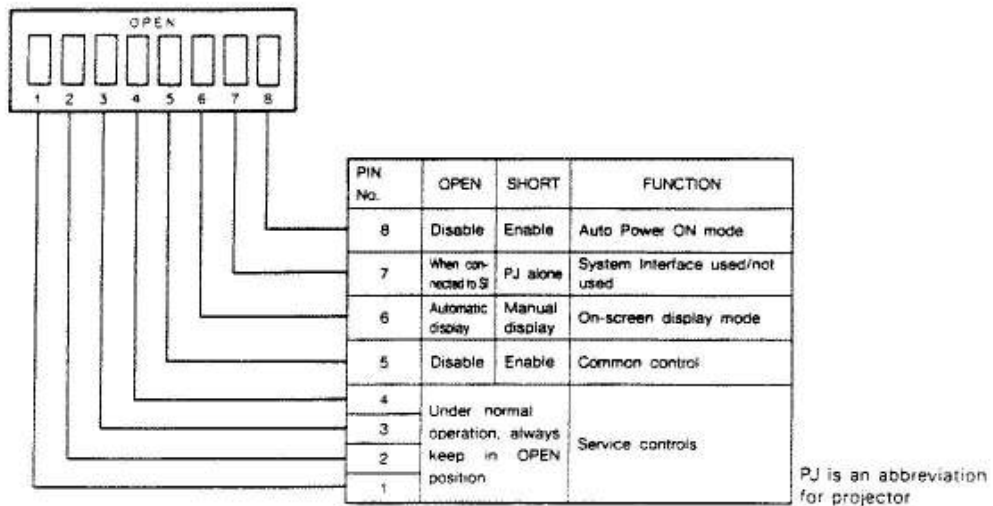 OPEN
1 2 3 4 5 6 7 8
PIN No.
OPEN
SHORT
FUNCTION
8
Disable
Enable
Auto Power ON mode
7
When con-
nected to SI
PJ alone
System Interface used/not
used
6
Automatic
display
Manual
display
On-screen display mode
5
Disable
Enable
Common control
4
3
2
1
Under normal
operation, always
keep in OPEN
position
Service controls
PJ is an abbreviation
for projector